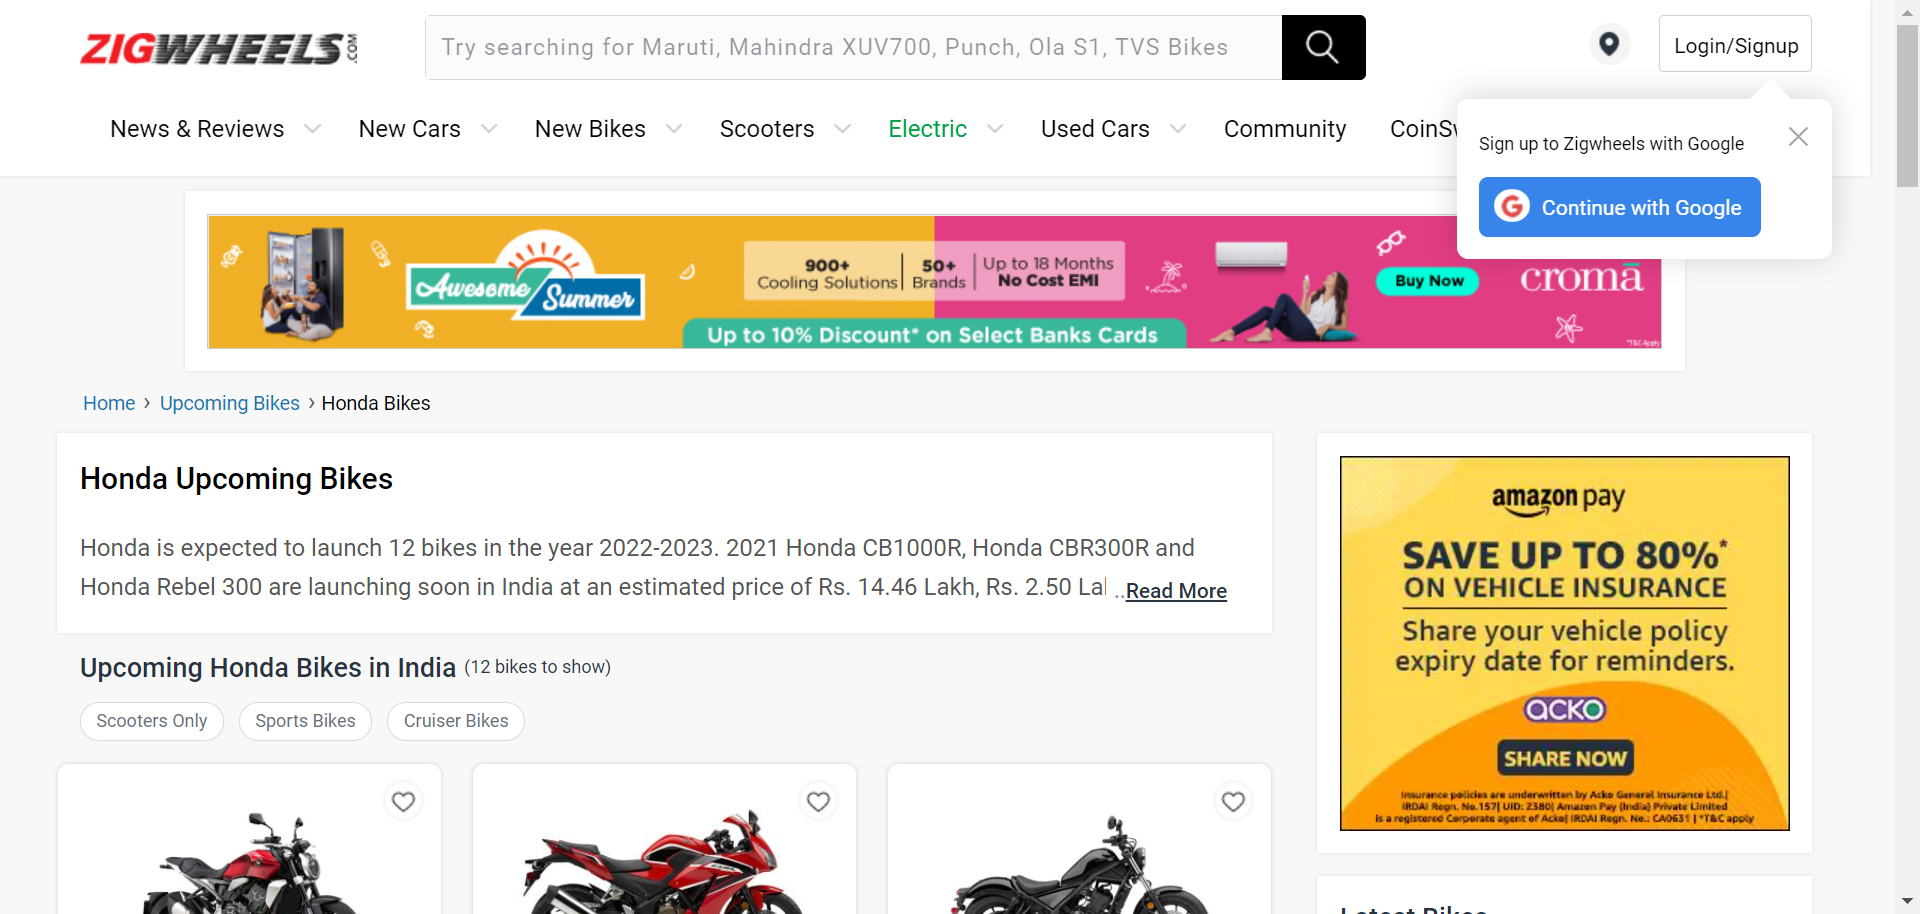 ZIGWHEELS.COM
Try searching for Maruti, Mahindra XUV700, Punch, Ola S1, TVS Bikes
Login/Signup
News & Reviews
New Cars
New Bikes
Scooters
Electric
Used Cars
Community
CoinSw
Sign up to Zigwheels with Google
Continue with Google
Awesome Summer
900+ Cooling Solutions
50+ Brands
Up to 18 Months No Cost EMI
Up to 10% Discount* on Select Banks Cards
Buy Now
cromā
*T&C Apply
Home › Upcoming Bikes › Honda Bikes
Honda Upcoming Bikes
Honda is expected to launch 12 bikes in the year 2022-2023. 2021 Honda CB1000R, Honda CBR300R and
Honda Rebel 300 are launching soon in India at an estimated price of Rs. 14.46 Lakh, Rs. 2.50 Lal ..Read More
Upcoming Honda Bikes in India (12 bikes to show)
Scooters Only
Sports Bikes
Cruiser Bikes
amazon pay
SAVE UP TO 80%*
ON VEHICLE INSURANCE
Share your vehicle policy
expiry date for reminders.
acko
SHARE NOW
Insurance policies are underwritten by Acko General Insurance Ltd.|
IRDAI Regn. No.157| UID: 2380| Amazon Pay (India) Private Limited
is a registered Corporate agent of Acko| IRDAI Regn. No.: CA0631 | *T&C apply
Latest Bikes